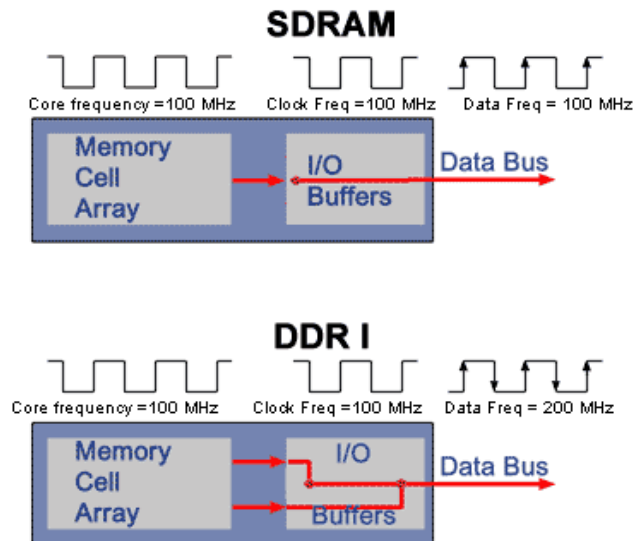 SDRAM
Core frequency =100 MHz
Clock Freq =100 MHz
Data Freq = 100 MHz
Memory
Cell
Array
I/O
Buffers
Data Bus
DDR I
Core frequency =100 MHz
Clock Freq =100 MHz
Data Freq = 200 MHz
Memory
Cell
Array
I/O
Buffers
Data Bus